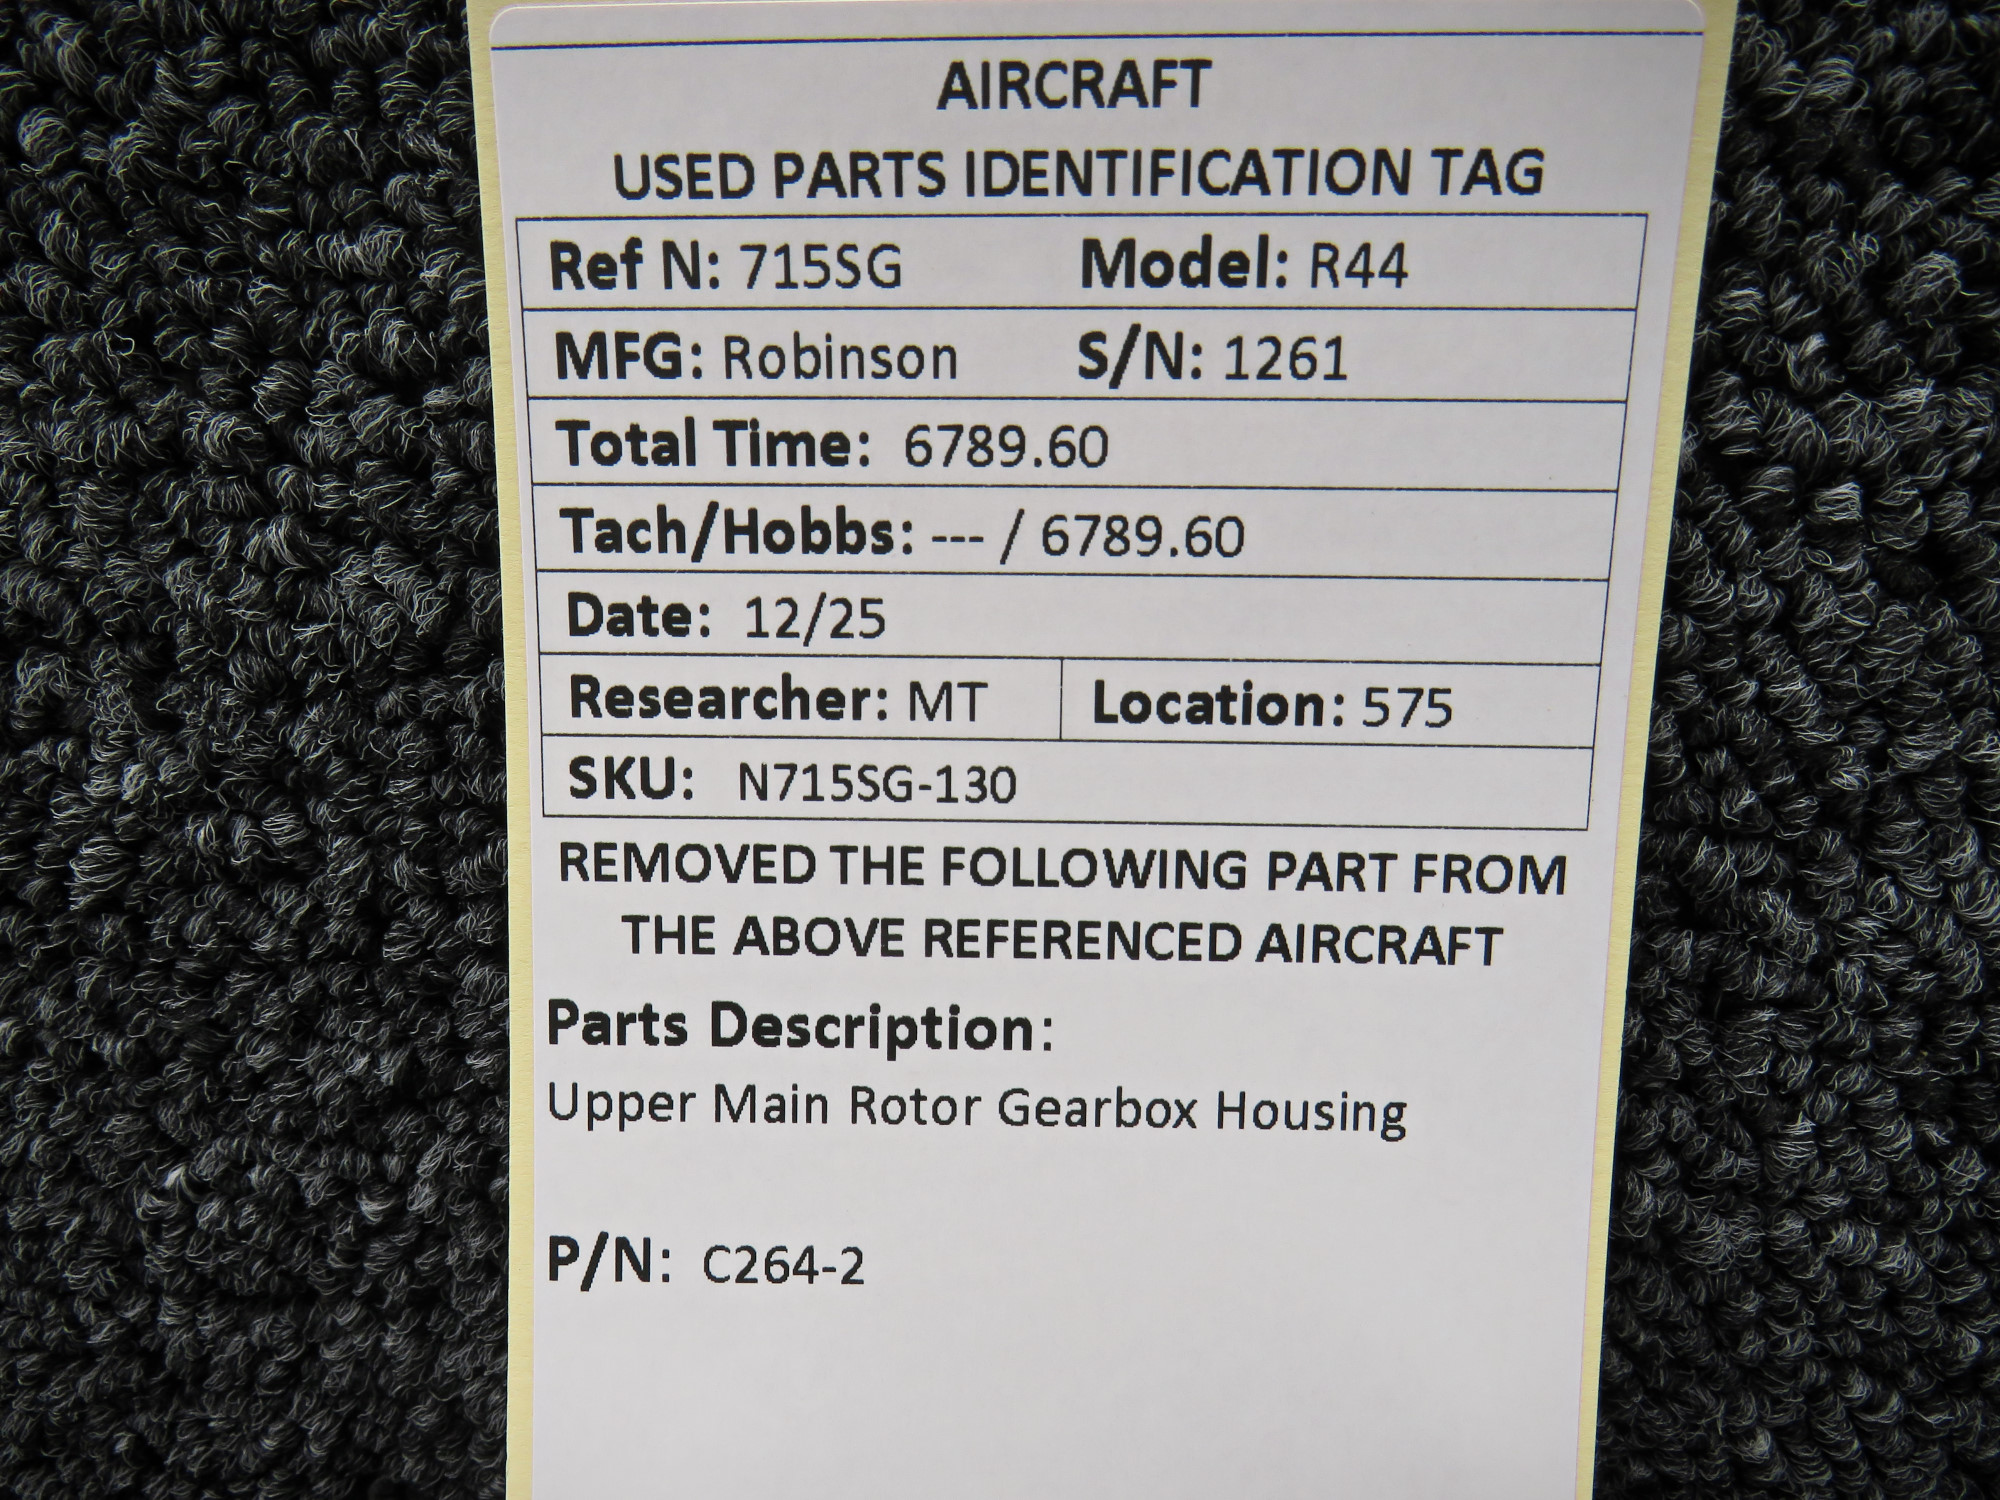 AIRCRAFT
USED PARTS IDENTIFICATION TAG
Ref N: 715SG Model: R44
MFG: Robinson S/N: 1261
Total Time: 6789.60
Tach/Hobbs: --- / 6789.60
Date: 12/25
Researcher: MT Location: 575
SKU: N715SG-130
REMOVED THE FOLLOWING PART FROM
THE ABOVE REFERENCED AIRCRAFT
Parts Description:
Upper Main Rotor Gearbox Housing
P/N: C264-2